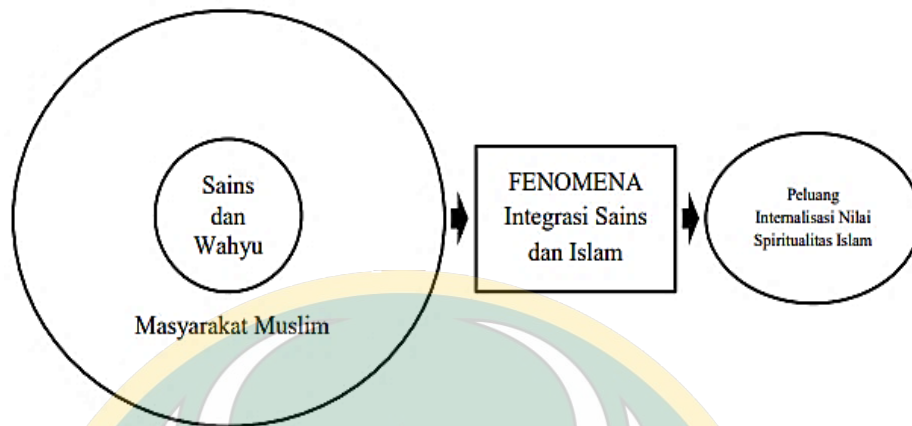 Sains
dan
Wahyu
Masyarakat Muslim
FENOMENA
Integrasi Sains
dan Islam
Peluang
Internalisasi Nilai
Spiritualitas Islam